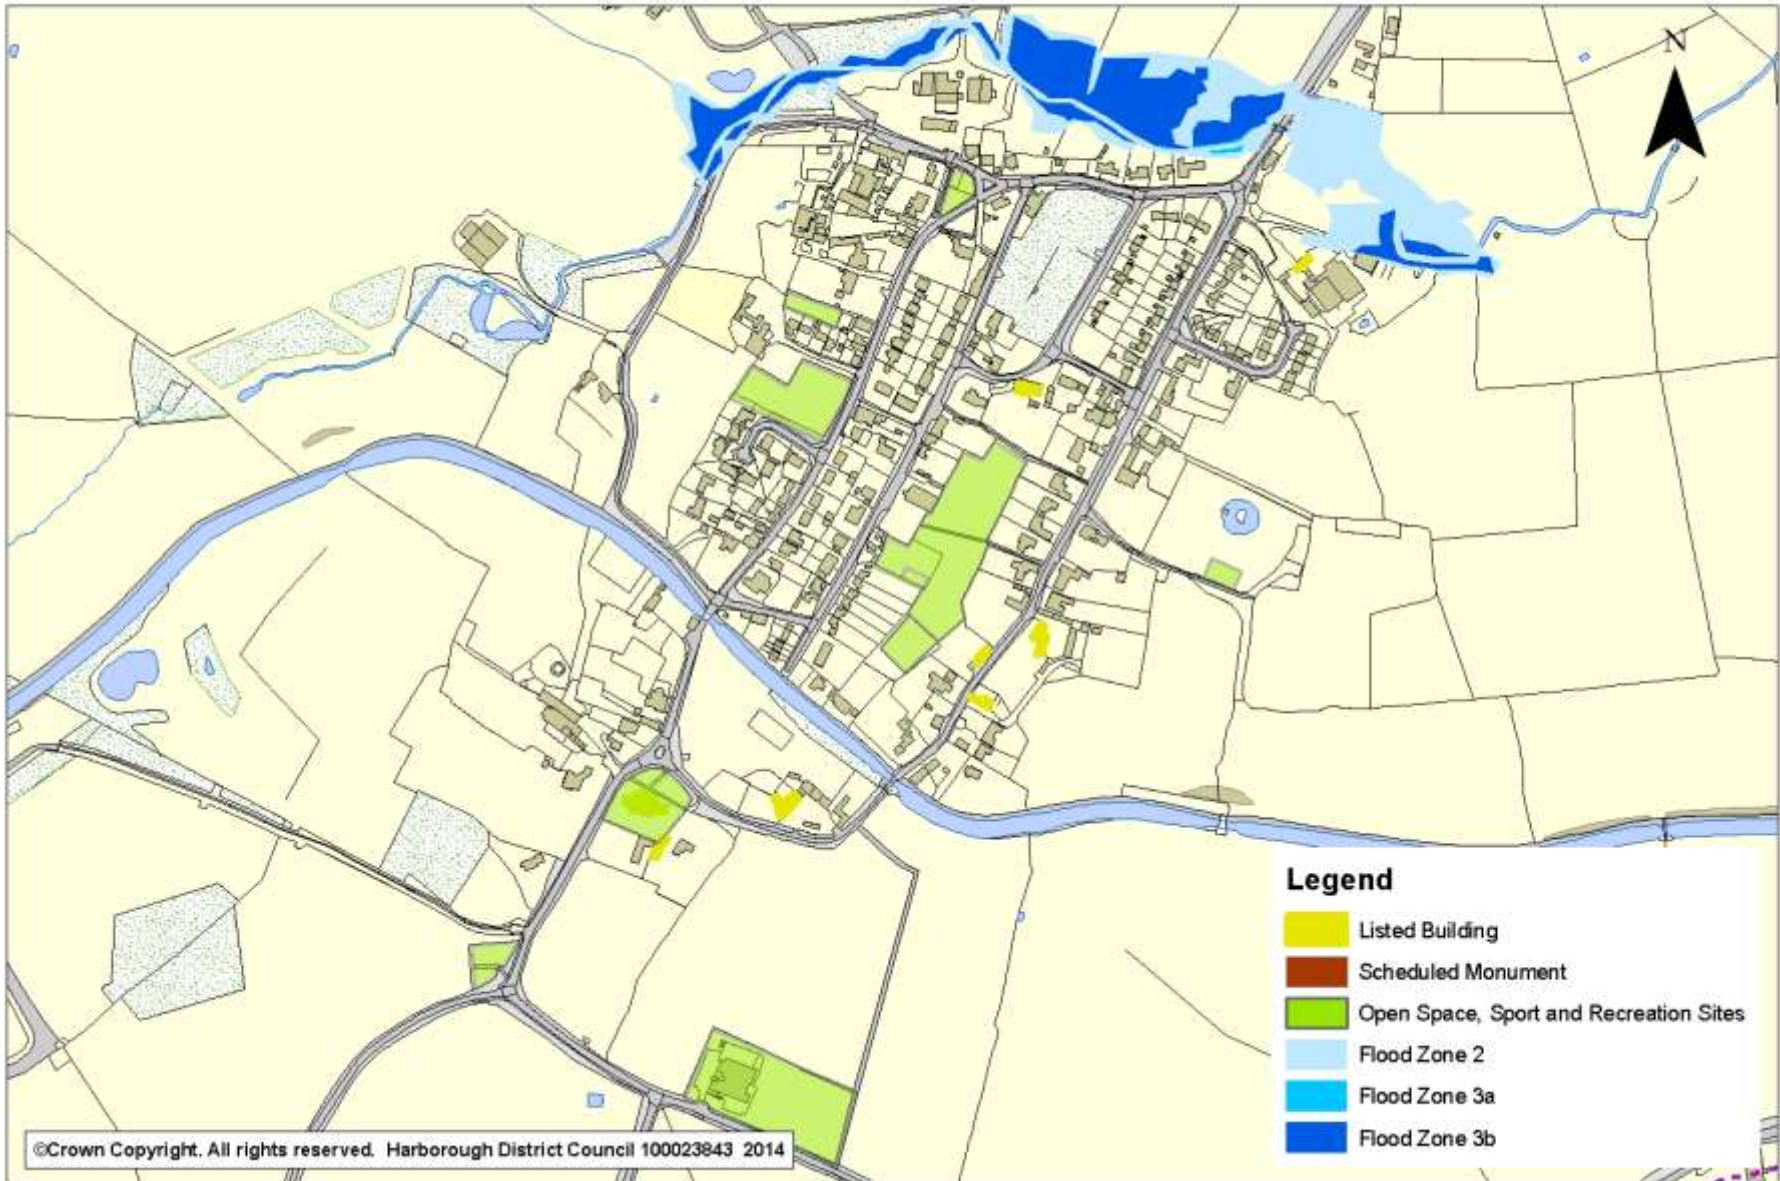 N
Legend
Listed Building
Scheduled Monument
Open Space, Sport and Recreation Sites
Flood Zone 2
Flood Zone 3a
Flood Zone 3b
©Crown Copyright. All rights reserved. Harborough District Council 100023843 2014